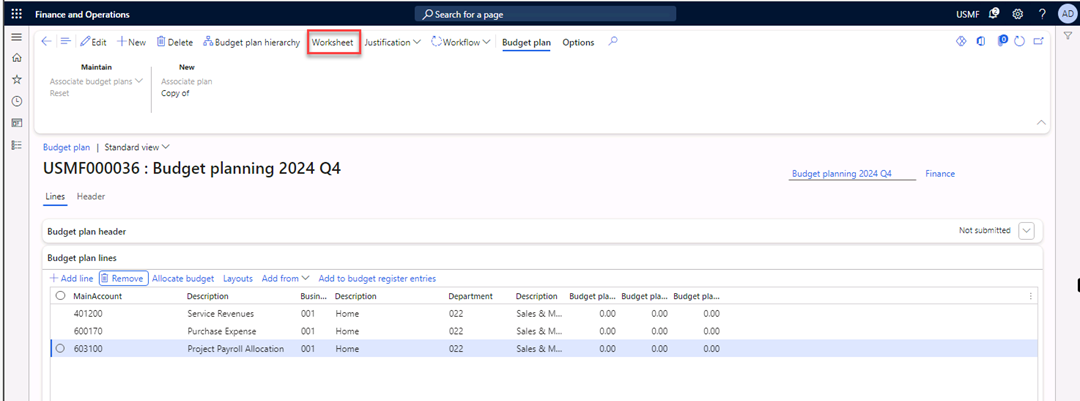 Finance and Operations
Search for a page
USMF 2 ? AD
Edit New Delete Budget plan hierarchy Worksheet Justification Workflow Budget plan Options 0
Maintain New
Associate budget plans Associate plan
Reset Copy of
Budget plan | Standard view
USMF000036 : Budget planning 2024 Q4
Budget planning 2024 Q4 Finance
Lines Header
Budget plan header Not submitted
Budget plan lines
+ Add line Remove Allocate budget Layouts Add from Add to budget register entries
MainAccount Description Busin... Description Department Description Budget pla... Budget pla... Budget pla...
401200 Service Revenues 001 Home 022 Sales & M... 0.00 0.00 0.00
600170 Purchase Expense 001 Home 022 Sales & M... 0.00 0.00 0.00
603100 Project Payroll Allocation 001 Home 022 Sales & M... 0.00 0.00 0.00